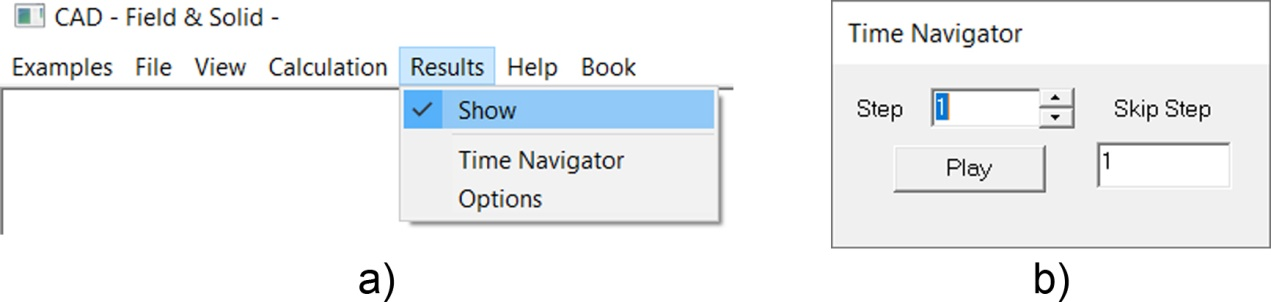 CAD - Field & Solid -
Examples File View Calculation Results Help Book
Show
Time Navigator
Options
a)
Time Navigator
Step 1 Skip Step
Play 1
b)